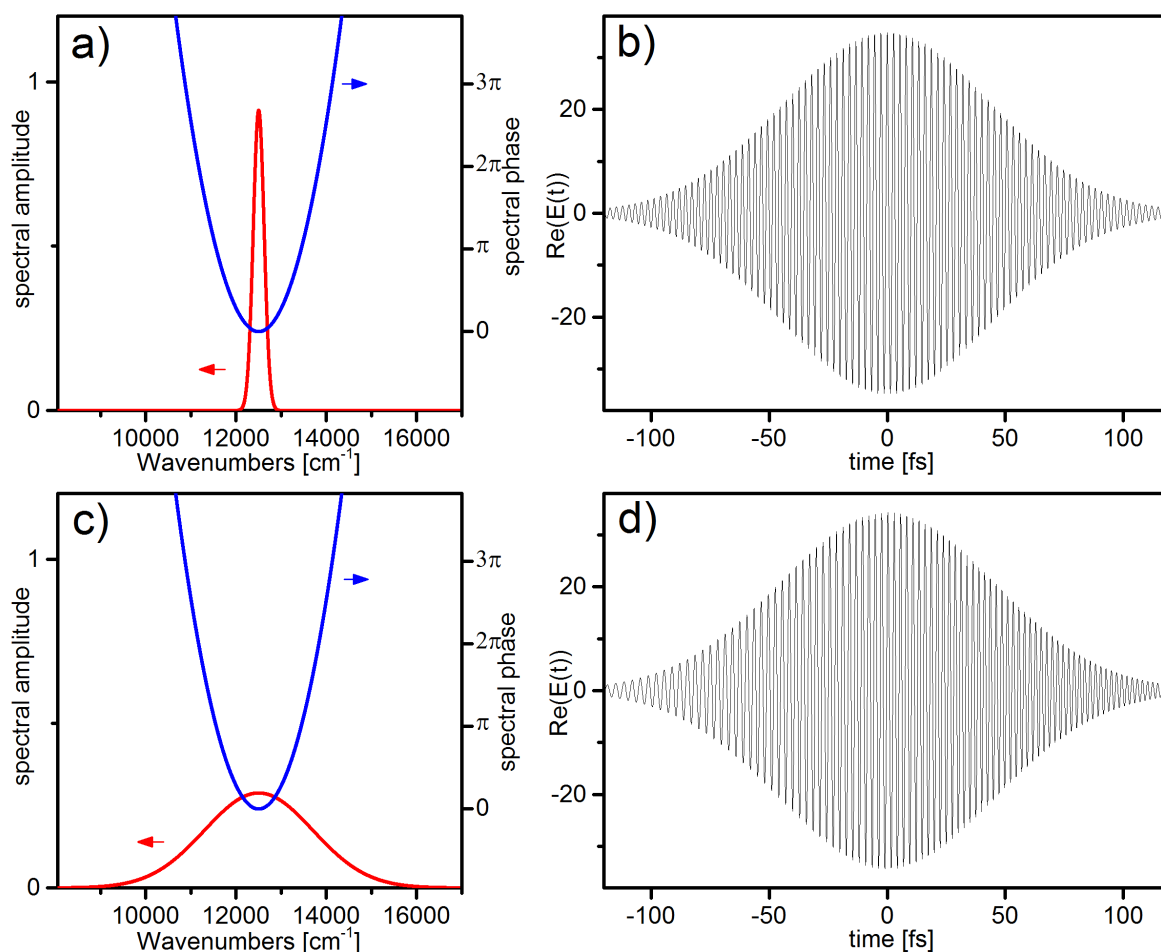 a)
1
0
spectral amplitude
3π
2π
π
0
spectral phase
10000 12000 14000 16000
Wavenumbers [cm⁻¹]
b)
20
0
-20
Re(E(t))
-100 -50 0 50 100
time [fs]
c)
1
0
spectral amplitude
3π
2π
π
0
spectral phase
10000 12000 14000 16000
Wavenumbers [cm⁻¹]
d)
20
0
-20
Re(E(t))
-100 -50 0 50 100
time [fs]